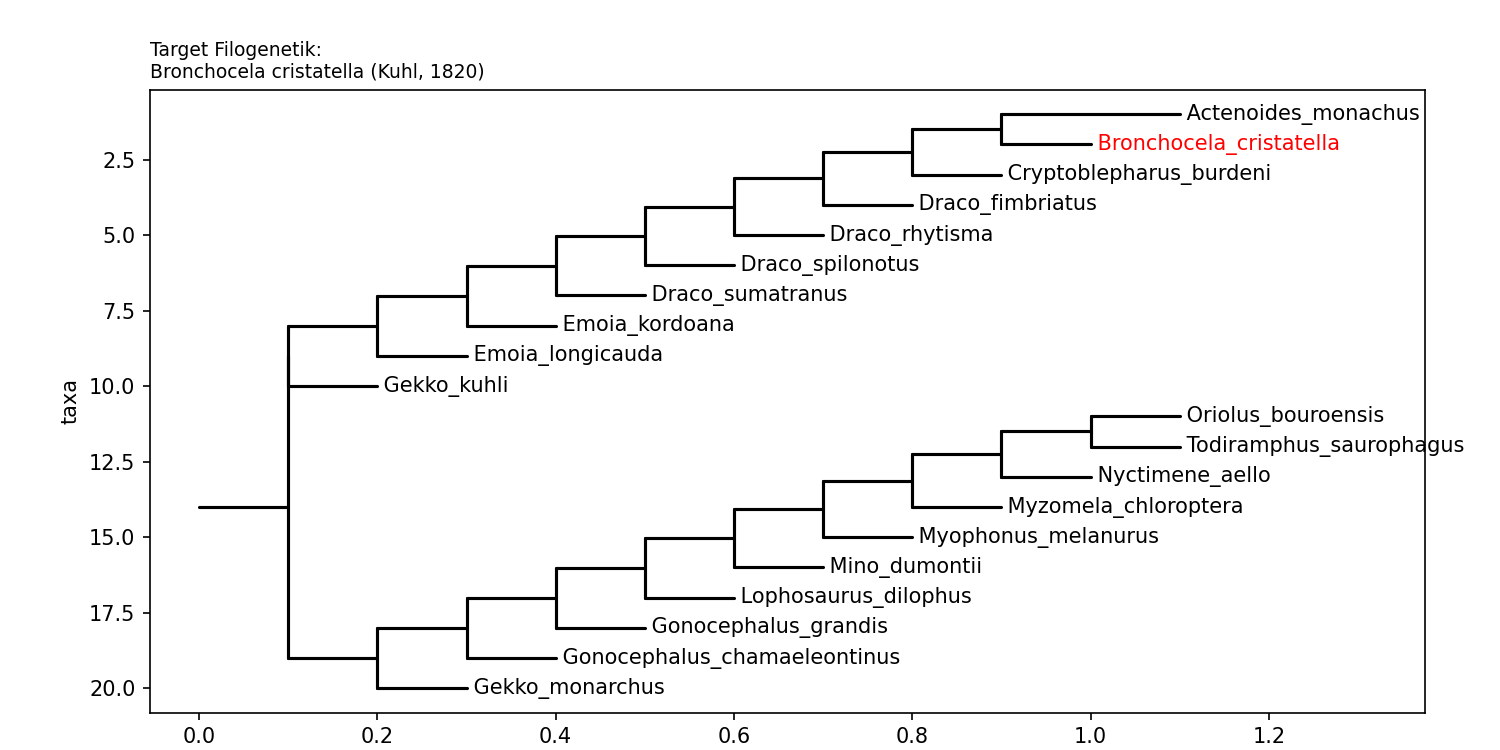 Target Filogenetik:
Bronchocela cristatella (Kuhl, 1820)
Actenoides_monachus
Bronchocela_cristatella
2.5
Cryptoblepharus_burdeni
Draco_fimbriatus
5.0
Draco_rhytisma
Draco_spilonotus
Draco_sumatranus
7.5
Emoia_kordoana
Emoia_longicauda
10.0
Gekko_kuhli
taxa
Oriolus_bouroensis
Todiramphus_saurophagus
12.5
Nyctimene_aello
Myzomela_chloroptera
15.0
Myophonus_melanurus
Mino_dumontii
Lophosaurus_dilophus
17.5
Gonocephalus_grandis
Gonocephalus_chamaeleontinus
20.0
Gekko_monarchus
0.0 0.2 0.4 0.6 0.8 1.0 1.2